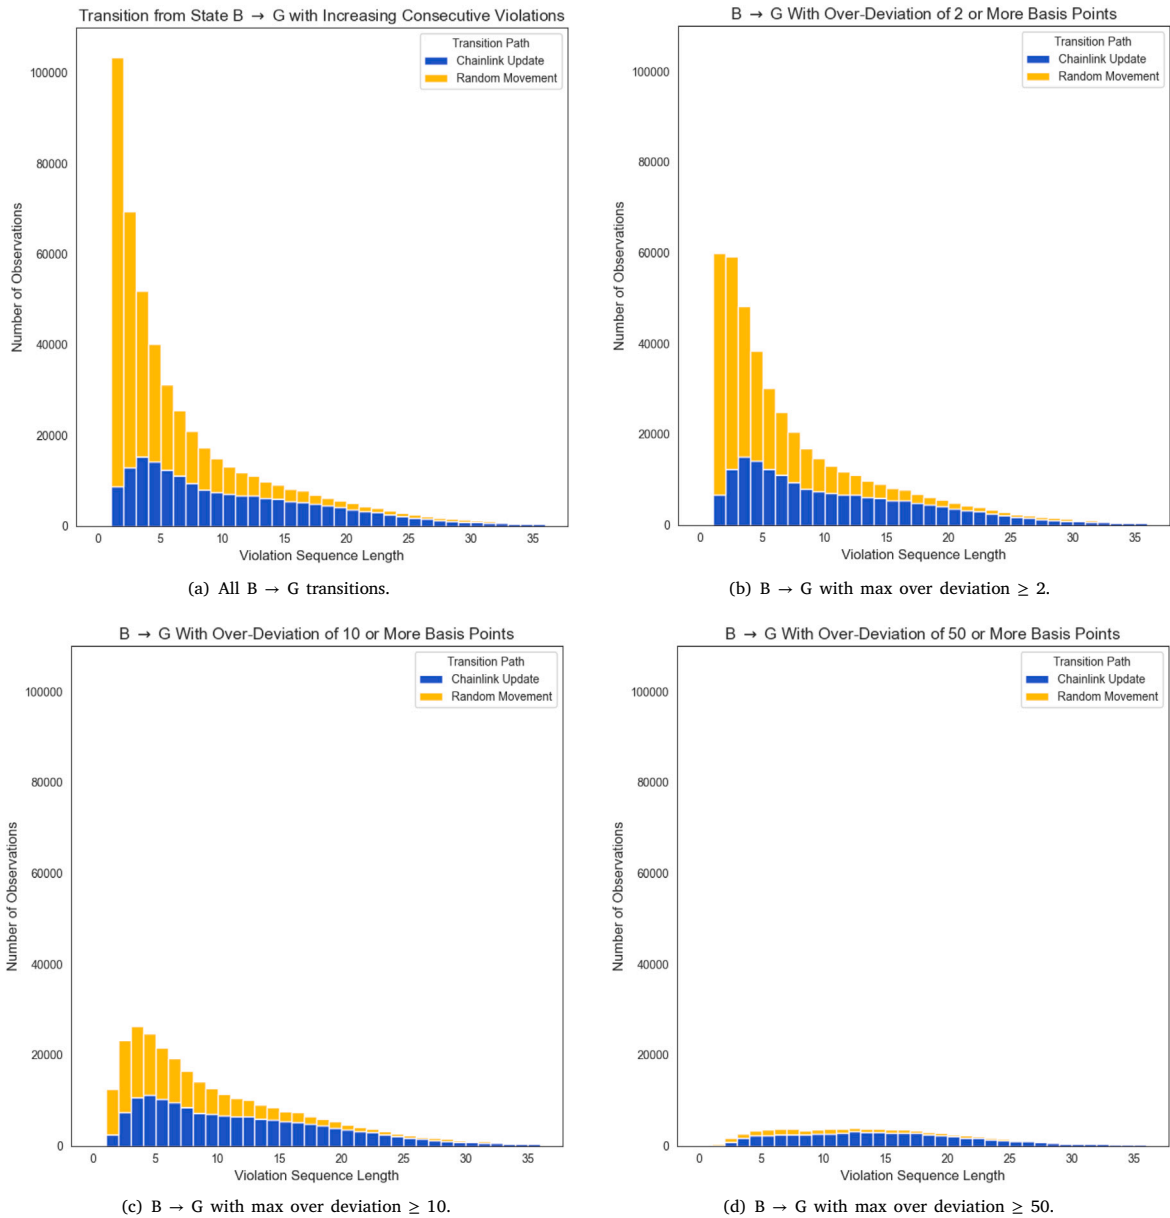 Transition from State B → G with Increasing Consecutive Violations
Transition Path
Chainlink Update
Random Movement
100000
80000
60000
40000
20000
0
Number of Observations
0 5 10 15 20 25 30 35
Violation Sequence Length
(a) All B → G transitions.
B → G With Over-Deviation of 2 or More Basis Points
Transition Path
Chainlink Update
Random Movement
100000
80000
60000
40000
20000
0
Number of Observations
0 5 10 15 20 25 30 35
Violation Sequence Length
(b) B → G with max over deviation ≥ 2.
B → G With Over-Deviation of 10 or More Basis Points
Transition Path
Chainlink Update
Random Movement
100000
80000
60000
40000
20000
0
Number of Observations
0 5 10 15 20 25 30 35
Violation Sequence Length
(c) B → G with max over deviation ≥ 10.
B → G With Over-Deviation of 50 or More Basis Points
Transition Path
Chainlink Update
Random Movement
100000
80000
60000
40000
20000
0
Number of Observations
0 5 10 15 20 25 30 35
Violation Sequence Length
(d) B → G with max over deviation ≥ 50.